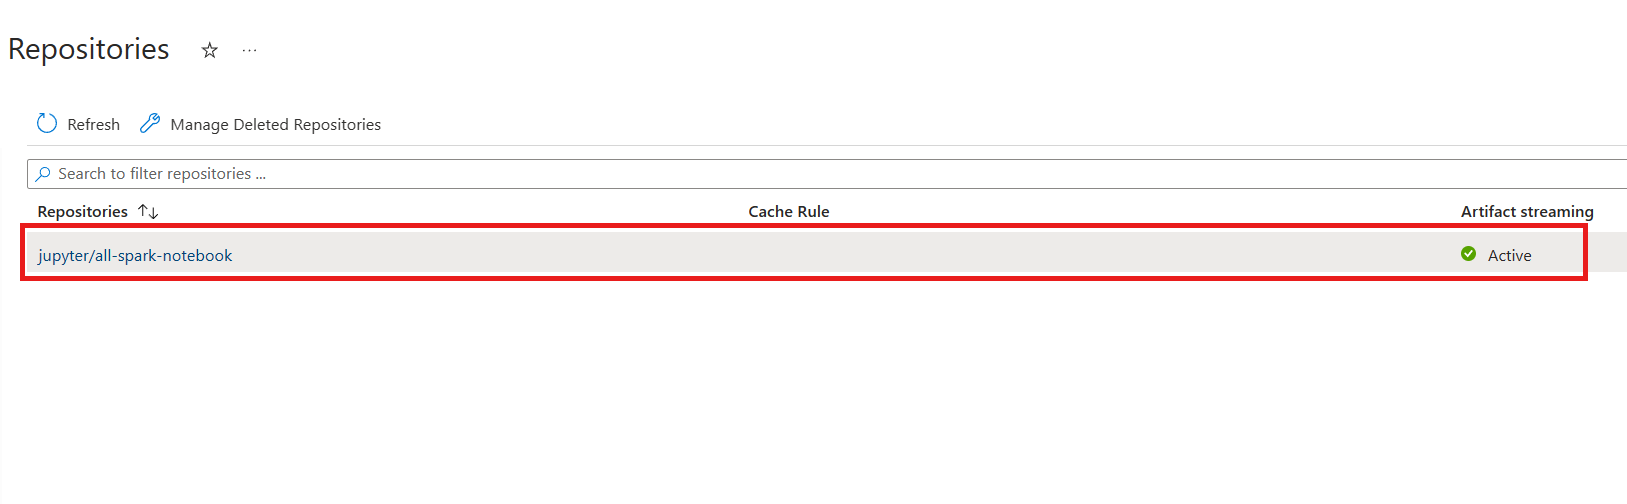 Repositories ...
Refresh Manage Deleted Repositories
Search to filter repositories ...
Repositories ↑↓ Cache Rule Artifact streaming
jupyter/all-spark-notebook Active